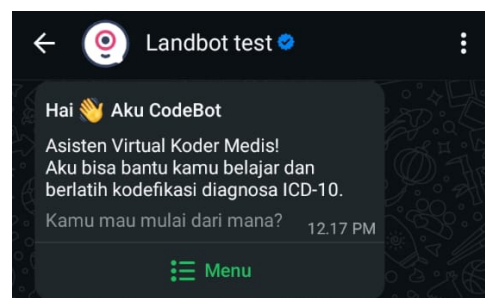 Landbot test
Hai 👋 Aku CodeBot
Asisten Virtual Koder Medis!
Aku bisa bantu kamu belajar dan
berlatih kodefikasi diagnosa ICD-10.
Kamu mau mulai dari mana?
12.17 PM
Menu